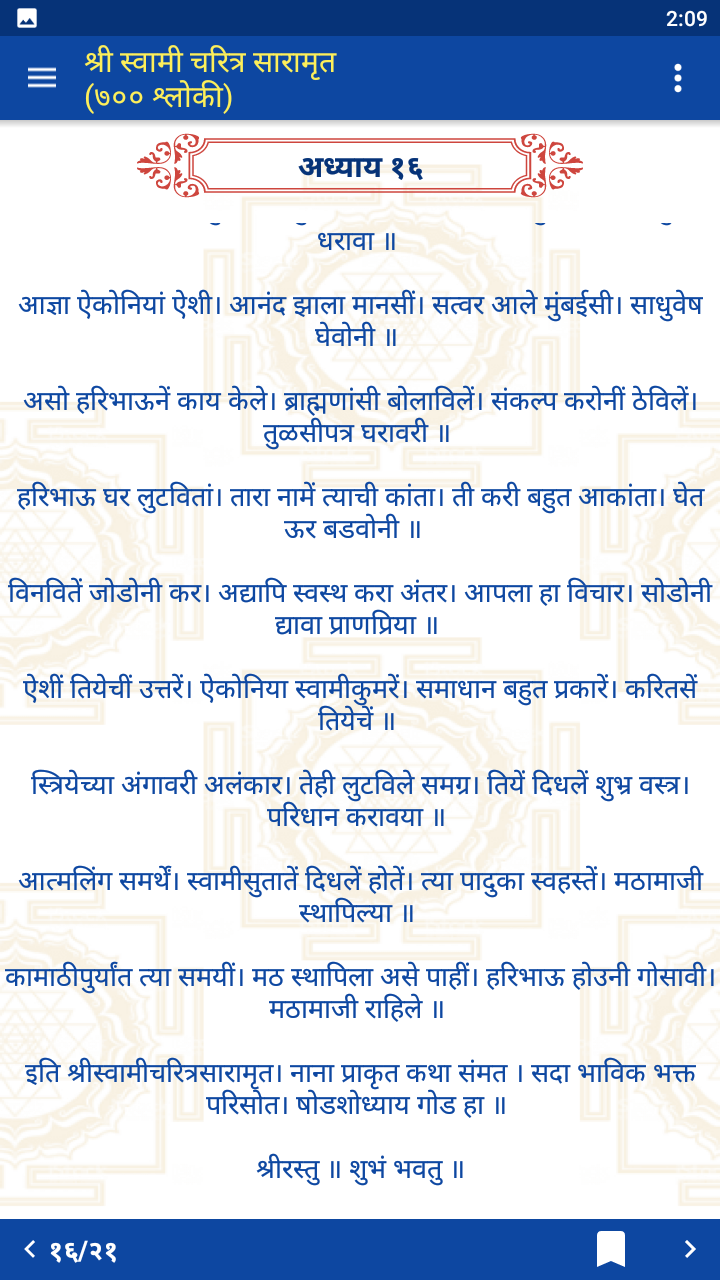 2:09
श्री स्वामी चरित्र सारामृत
(७०० श्लोकी)
अध्याय १६
धरावा ॥
आज्ञा ऐकोनियां ऐशी। आनंद झाला मानसीं। सत्वर आले मुंबईसी। साधुवेष
घेवोनी ॥
असो हरिभाऊनें काय केले। ब्राह्मणांसी बोलाविलें। संकल्प करोनीं ठेविलें।
तुळसीपत्र घरावरी ॥
हरिभाऊ घर लुटवितां। तारा नामें त्याची कांता। ती करी बहुत आकांता। घेत
ऊर बडवोनी ॥
विनवितें जोडोनी कर। अद्यापि स्वस्थ करा अंतर। आपला हा विचार। सोडोनी
द्यावा प्राणप्रिया ॥
ऐशीं तियेचीं उत्तरें। ऐकोनिया स्वामीकुमरें। समाधान बहुत प्रकारें। करितसें
तियेचें ॥
स्त्रियेच्या अंगावरी अलंकार। तेही लुटविले समग्र। तियें दिधलें शुभ्र वस्त्र।
परिधान करावया ॥
आत्मलिंग समर्थें। स्वामीसुतातें दिधलें होतें। त्या पादुका स्वहस्तें। मठामाजी
स्थापिल्या ॥
कामाठीपुर्यांत त्या समयीं। मठ स्थापिला असे पाहीं। हरिभाऊ होउनी गोसावी।
मठामाजी राहिले ॥
इति श्रीस्वामीचरित्रसारामृत। नाना प्राकृत कथा संमत । सदा भाविक भक्त
परिसोत। षोडशोध्याय गोड हा ॥
श्रीरस्तु ॥ शुभं भवतु ॥
१६/२१